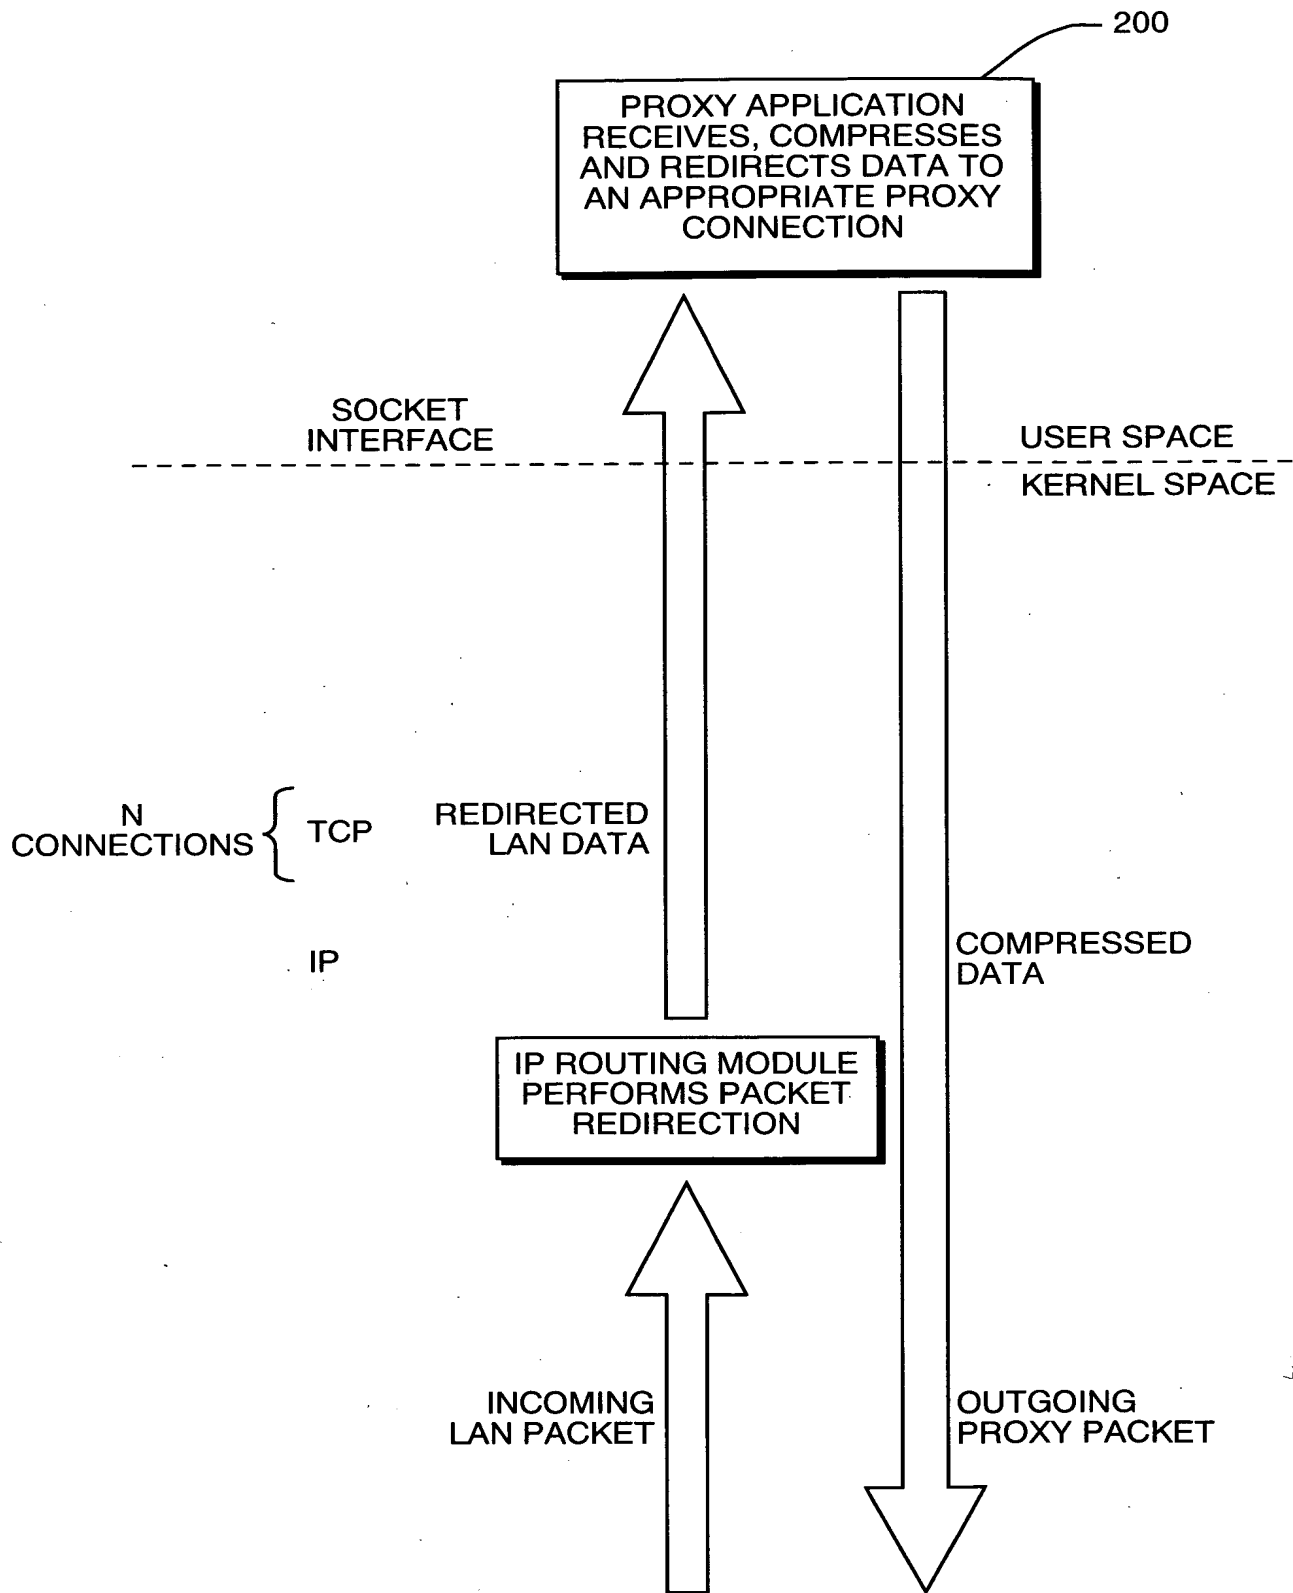 200
PROXY APPLICATION
RECEIVES, COMPRESSES
AND REDIRECTS DATA TO
AN APPROPRIATE PROXY
CONNECTION
SOCKET
INTERFACE
USER SPACE
KERNEL SPACE
N
CONNECTIONS
TCP
REDIRECTED
LAN DATA
IP
COMPRESSED
DATA
IP ROUTING MODULE
PERFORMS PACKET
REDIRECTION
INCOMING
LAN PACKET
OUTGOING
PROXY PACKET